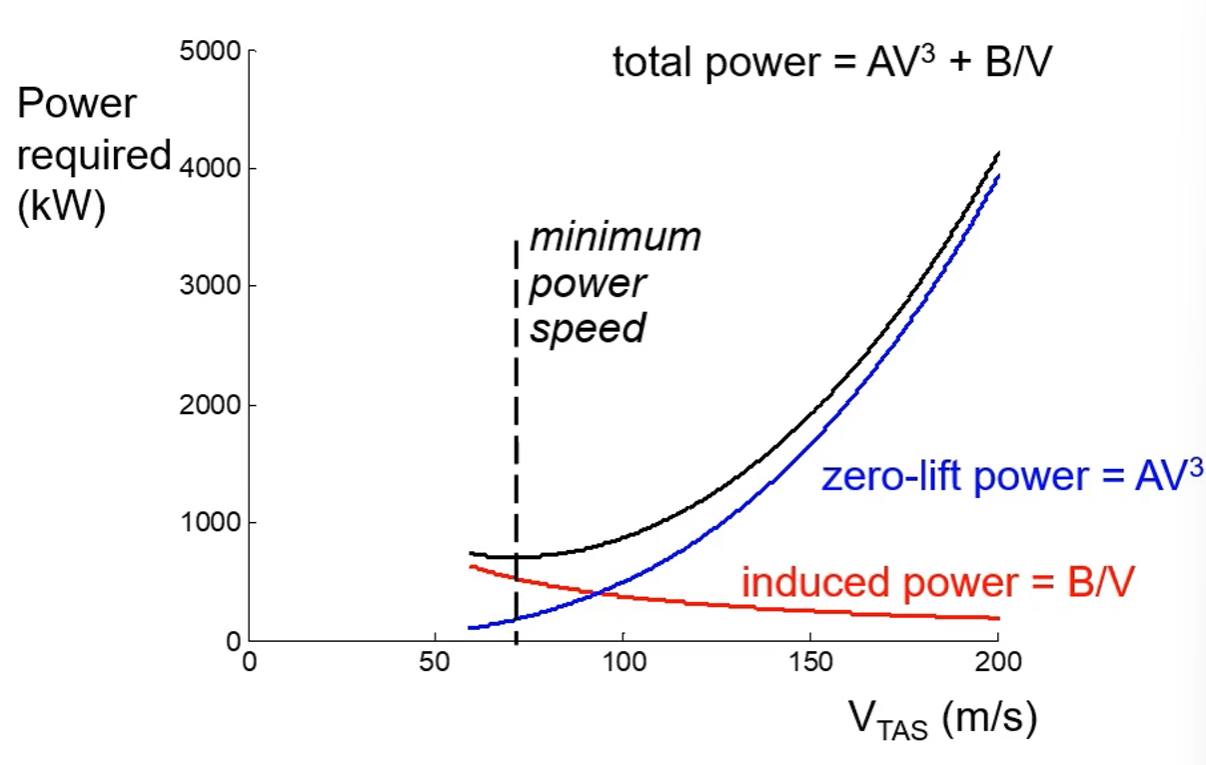 total power = AV³ + B/V
Power
required
(kW)
5000
4000
3000
2000
1000
0
minimum
power
speed
zero-lift power = AV³
induced power = B/V
0 50 100 150 200
V_TAS (m/s)